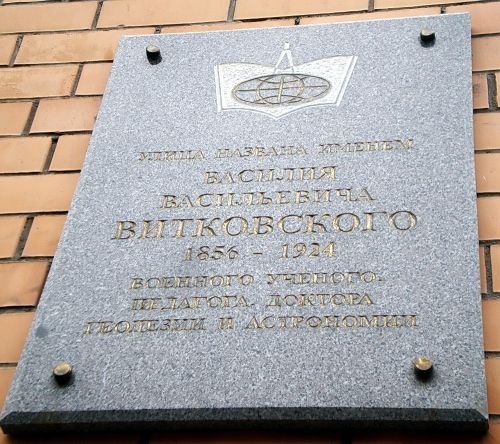 УЛИЦА НАЗВАНА ИМЕНЕМ
ВАСИЛИЯ
ВАСИЛЬЕВИЧА
ВИТКОВСКОГО
1856 – 1924
ВОЕННОГО УЧЕНОГО,
ПЕДАГОГА, ДОКТОРА
ГЕОДЕЗИИ И АСТРОНОМИИ